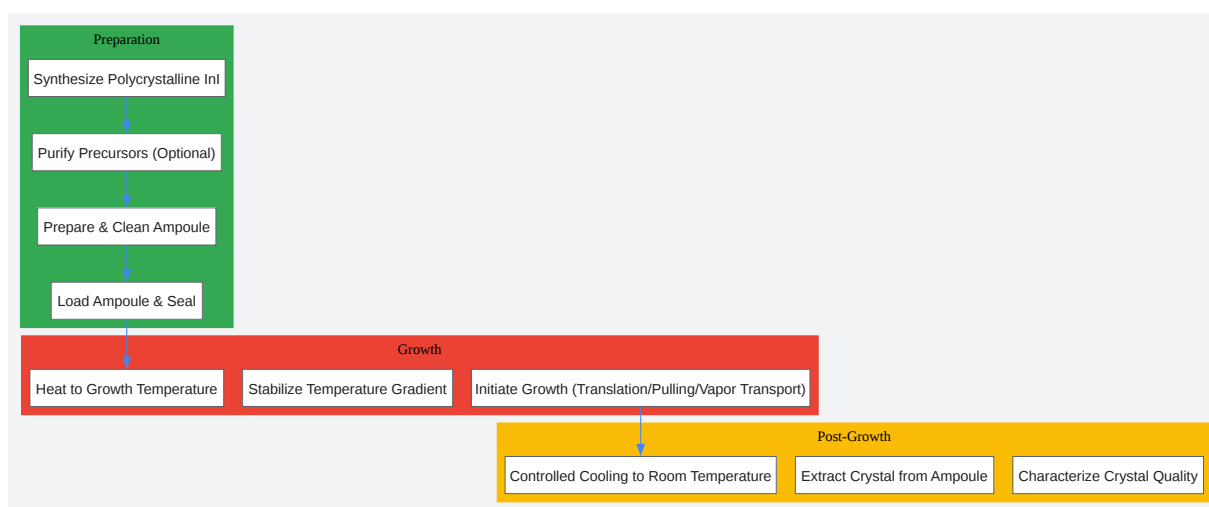 Preparation
Synthesize Polycrystalline InI
Purify Precursors (Optional)
Prepare & Clean Ampoule
Load Ampoule & Seal
Growth
Heat to Growth Temperature
Stabilize Temperature Gradient
Initiate Growth (Translation/Pulling/Vapor Transport)
Post-Growth
Controlled Cooling to Room Temperature
Extract Crystal from Ampoule
Characterize Crystal Quality